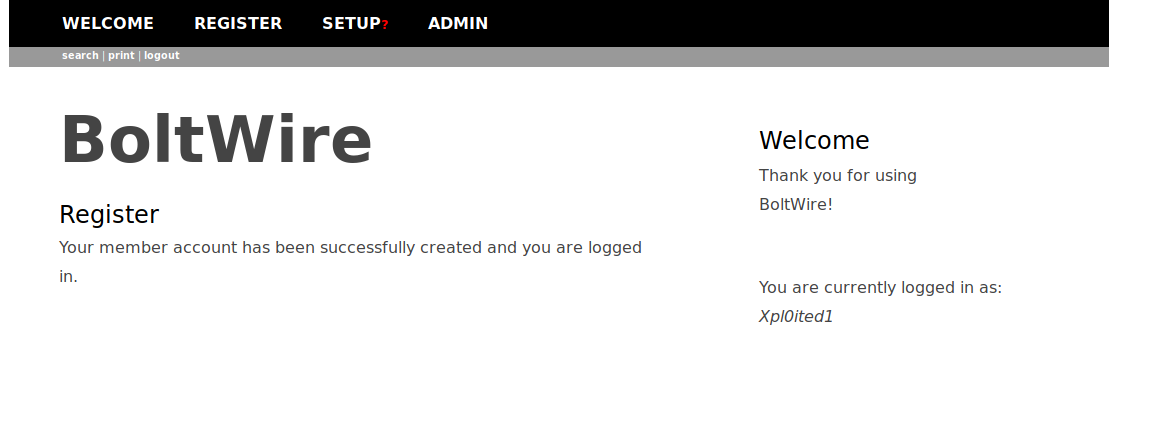 WELCOME REGISTER SETUP? ADMIN
search | print | logout
BoltWire
Register
Your member account has been successfully created and you are logged
in.
Welcome
Thank you for using
BoltWire!
You are currently logged in as:
Xpl0ited1